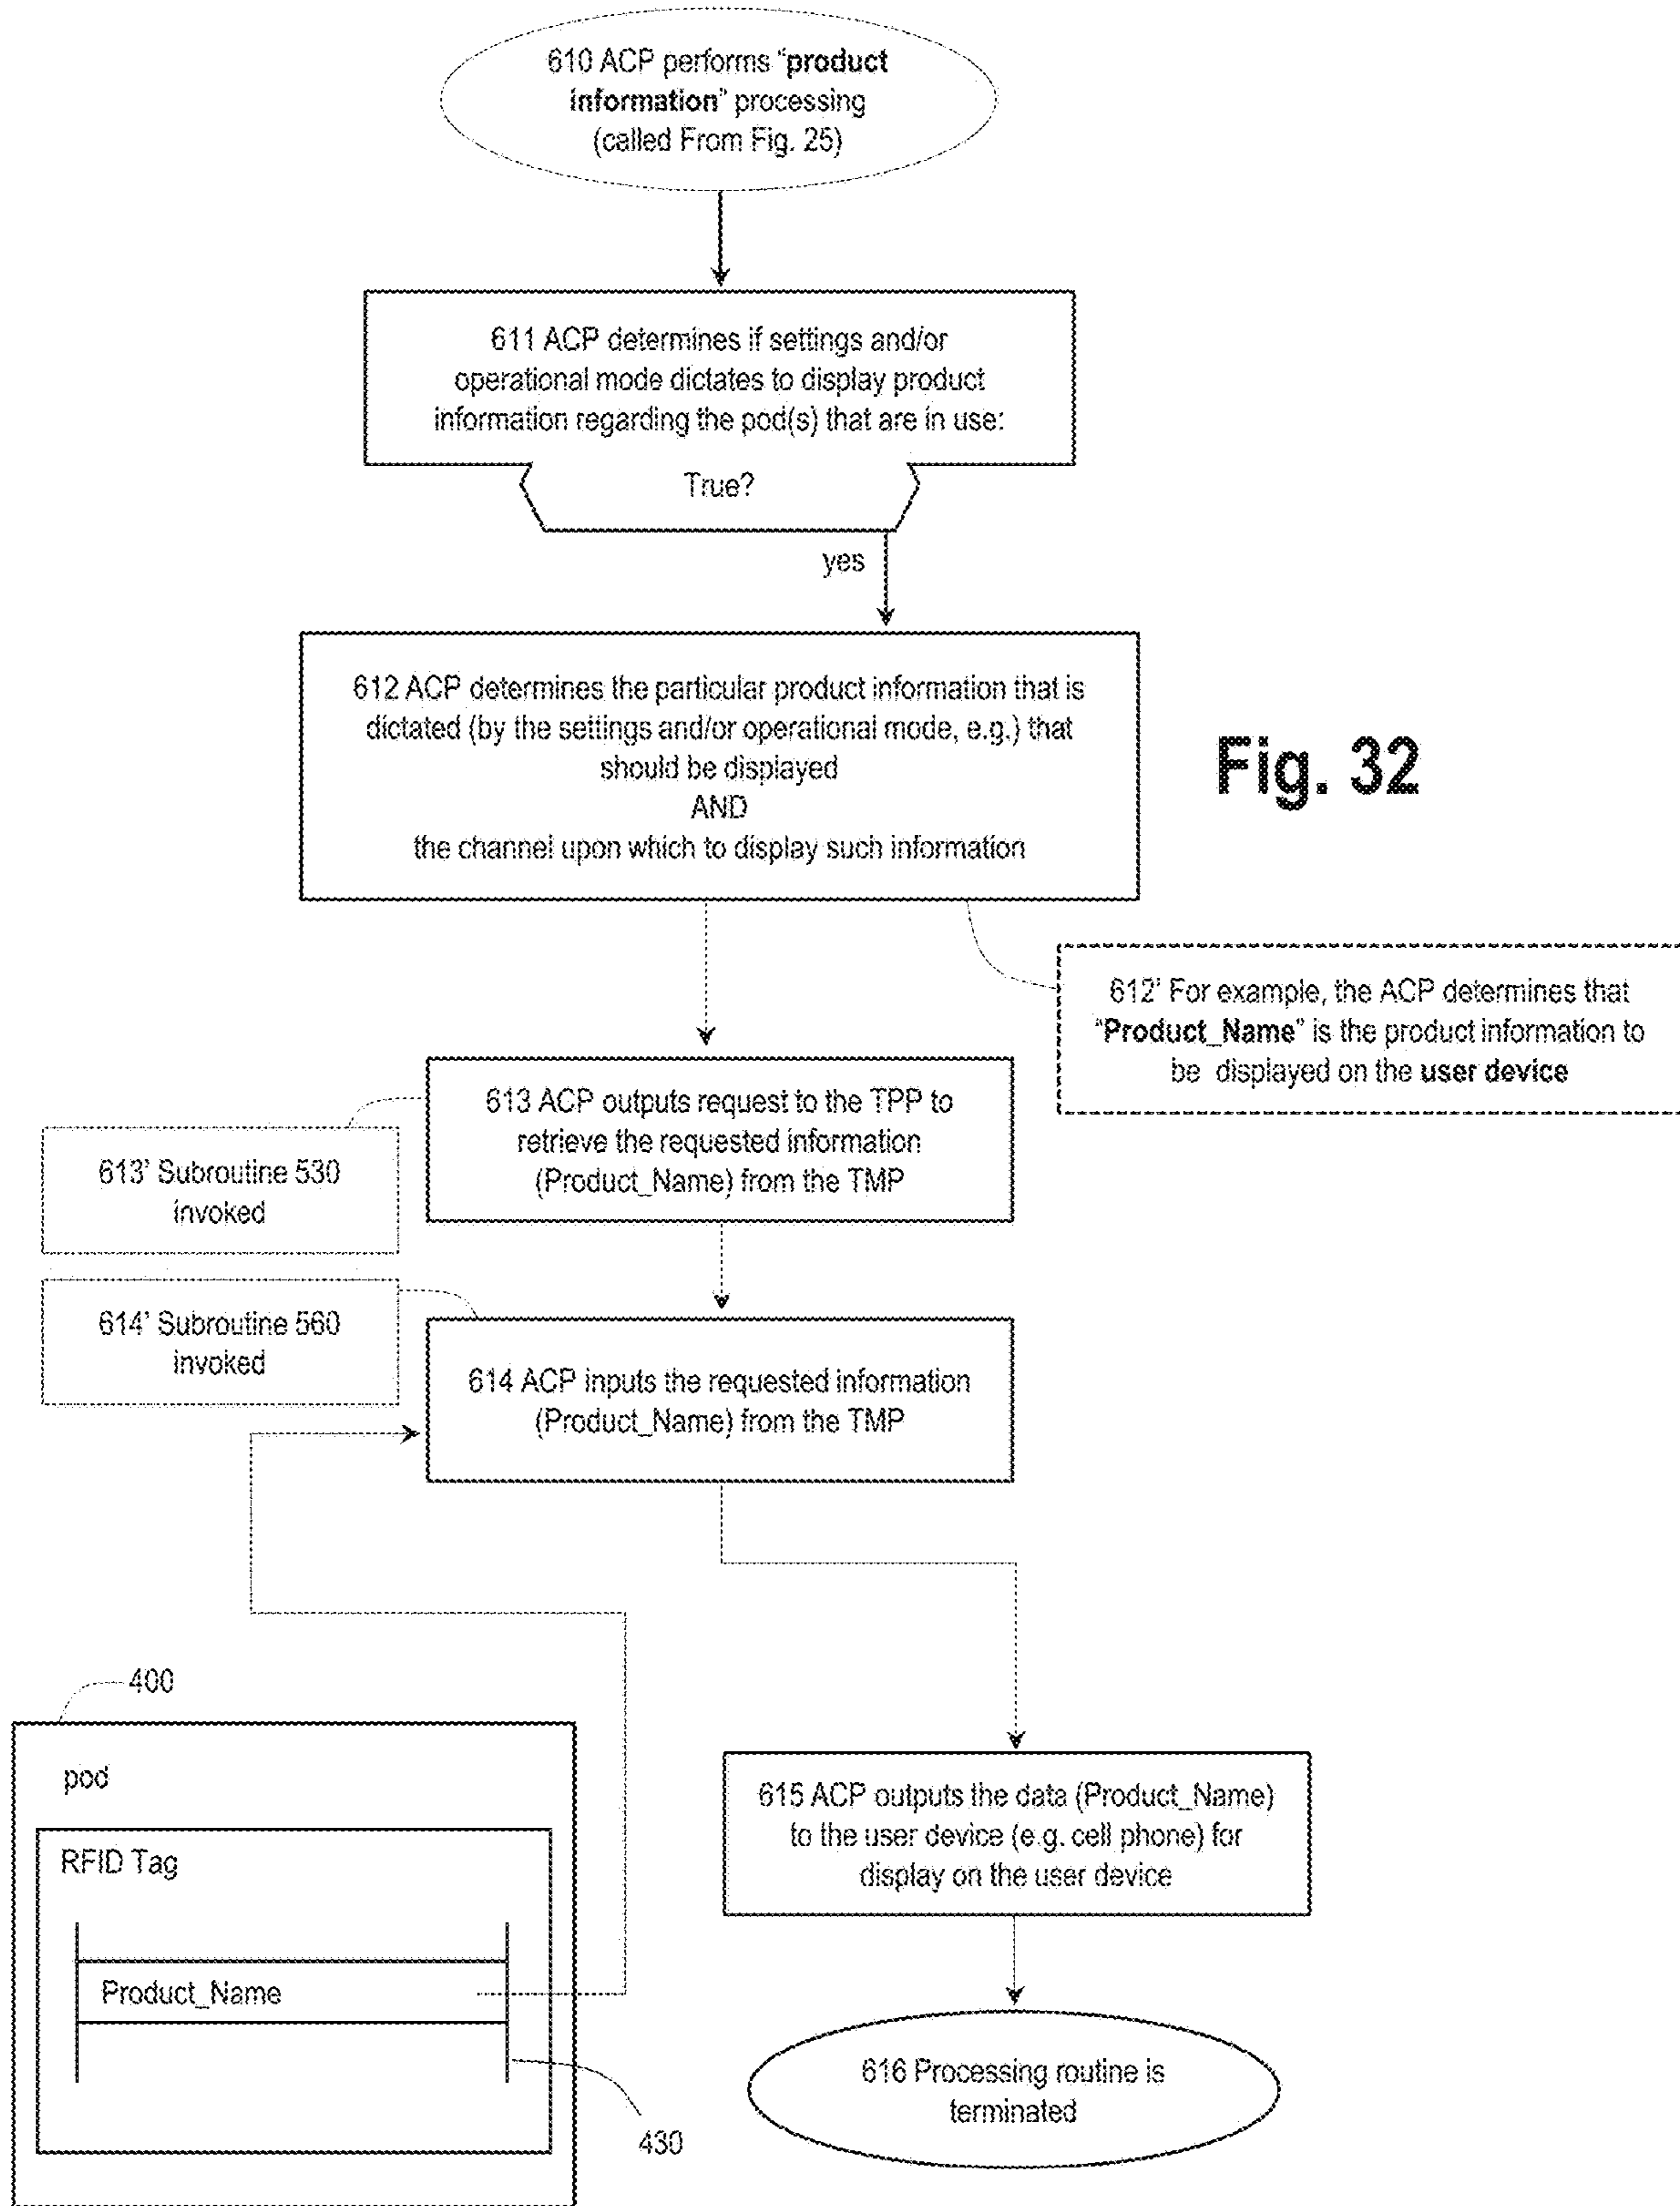 610 ACP performs "product
information" processing
(called From Fig. 25)
611 ACP determines if settings and/or
operational mode dictates to display product
information regarding the pod(s) that are in use:
True?
yes
612 ACP determines the particular product information that is
dictated (by the settings and/or operational mode, e.g.) that
should be displayed
AND
the channel upon which to display such information
Fig. 32
612' For example, the ACP determines that
"Product_Name" is the product information to
be displayed on the user device
613 ACP outputs request to the TPP to
retrieve the requested information
(Product_Name) from the TMP
613' Subroutine 530
invoked
614' Subroutine 560
invoked
614 ACP inputs the requested information
(Product_Name) from the TMP
400
pod
RFID Tag
Product_Name
430
615 ACP outputs the data (Product_Name)
to the user device (e.g. cell phone) for
display on the user device
616 Processing routine is
terminated